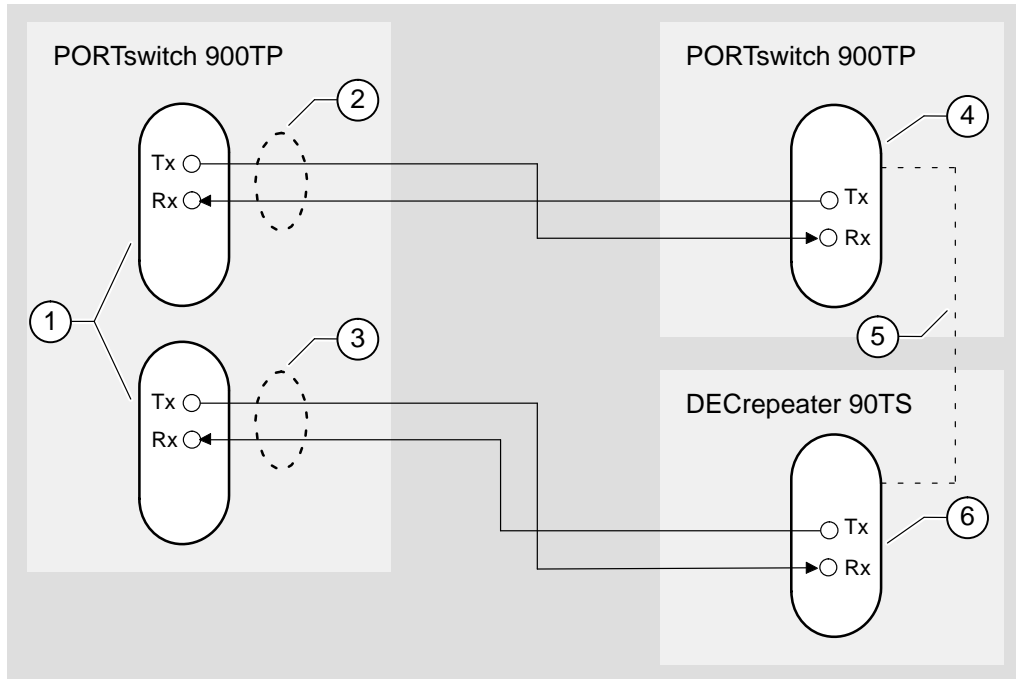 PORTswitch 900TP
2
Tx
Rx
1
3
Tx
Rx
PORTswitch 900TP
4
Tx
Rx
5
DECrepeater 90TS
Tx
6
Rx